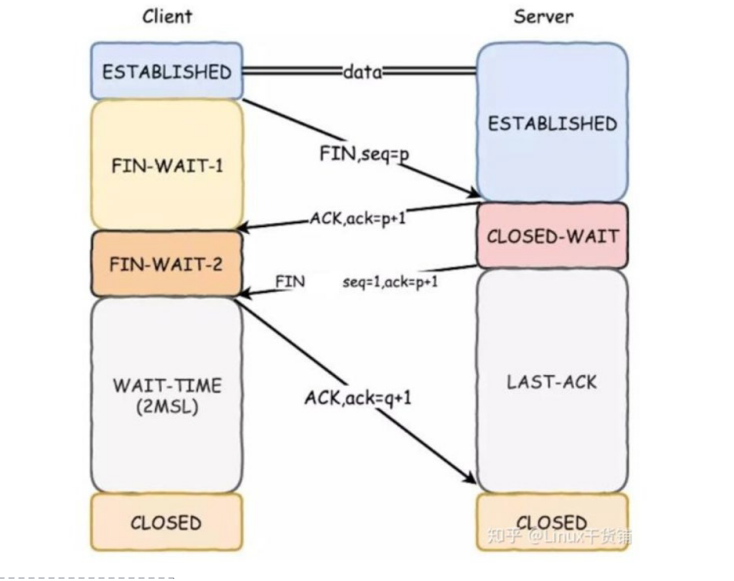 Client
Server
ESTABLISHED
data
ESTABLISHED
FIN-WAIT-1
FIN,seq=p
ACK,ack=p+1
CLOSED-WAIT
FIN-WAIT-2
FIN seq=1,ack=p+1
WAIT-TIME
(2MSL)
ACK,ack=q+1
LAST-ACK
CLOSED
CLOSED
知乎 @Linux干货铺